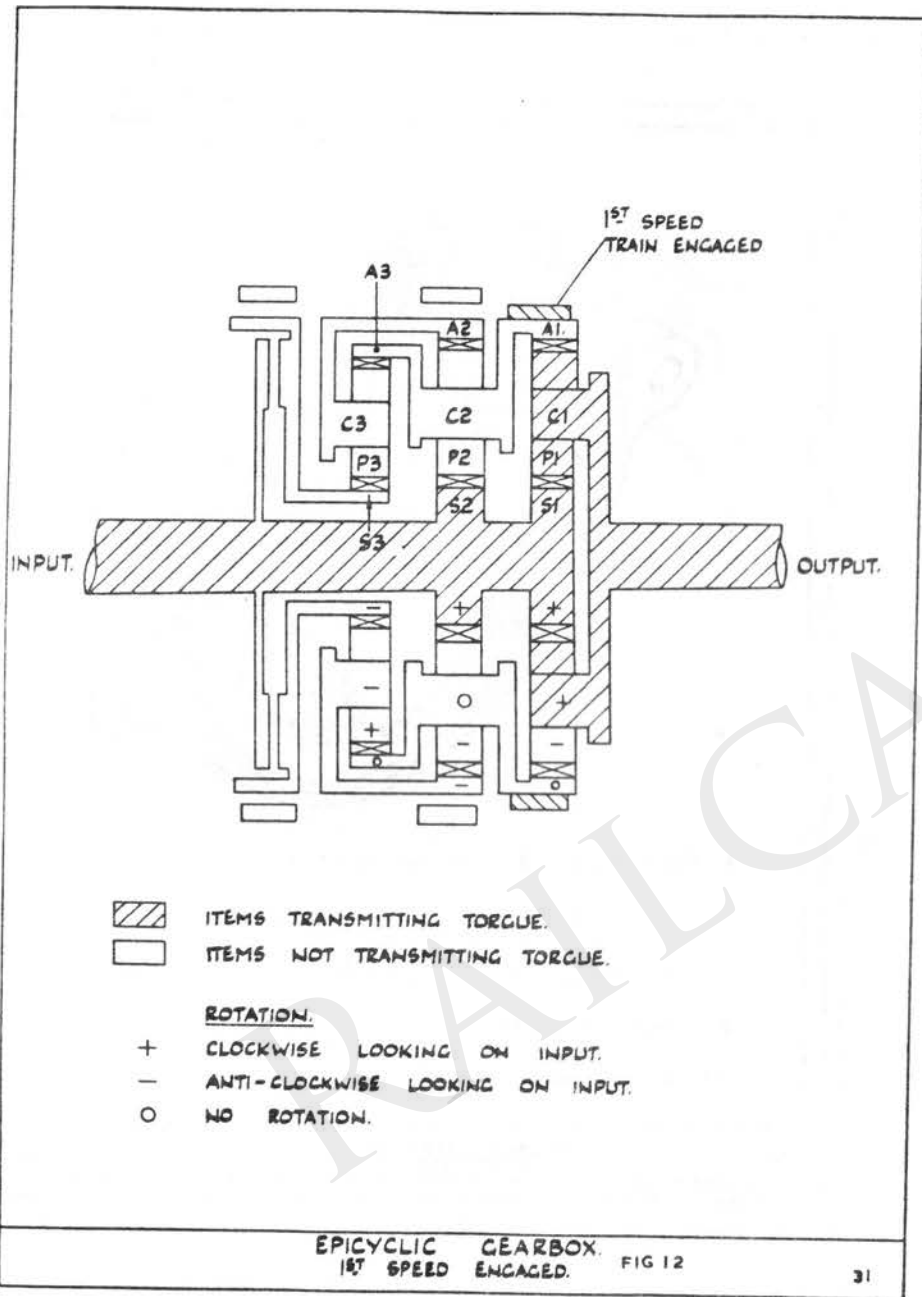 1ST SPEED
TRAIN ENGAGED
A3
A2
A1.
C3
C2
C1
P3
P2
P1
S2
S1
S3
INPUT.
OUTPUT.
-
+
+
-
O
+
+
-
-
O
-
O
ITEMS TRANSMITTING TORQUE.
ITEMS NOT TRANSMITTING TORQUE.
ROTATION.
+ CLOCKWISE LOOKING ON INPUT.
- ANTI-CLOCKWISE LOOKING ON INPUT.
O NO ROTATION.
EPICYCLIC GEARBOX.
1ST SPEED ENGAGED.
FIG 12
31
RAILCA